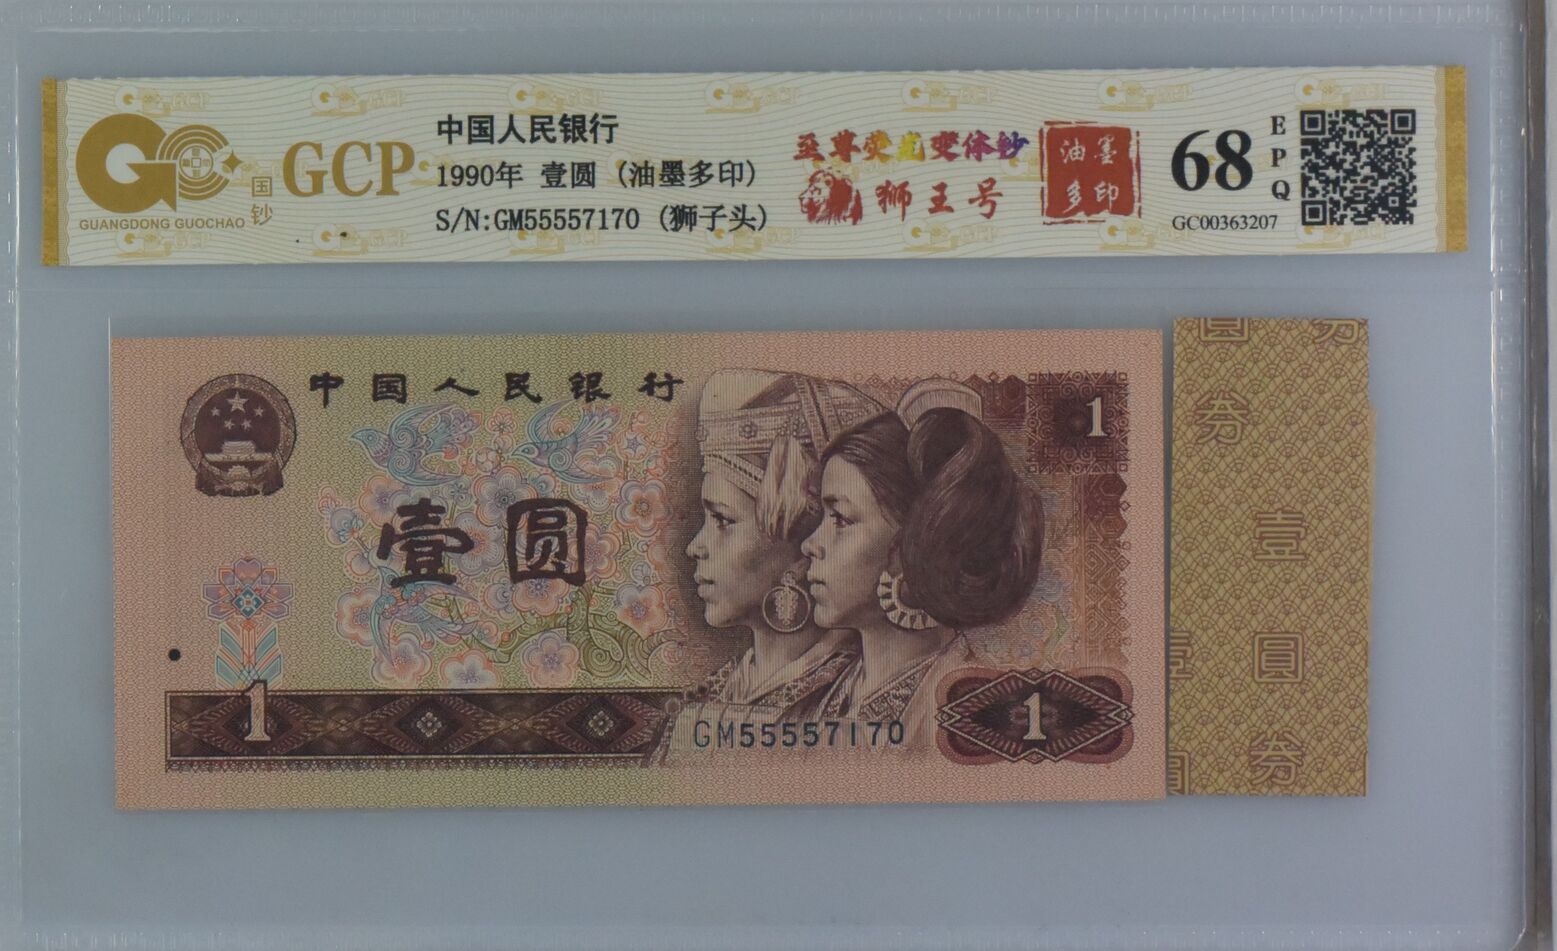 GCP
国钞
GUANGDONG GUOCHAO
中国人民银行
1990年 壹圆 (油墨多印)
S/N:GM55557170 (狮子头)
至尊荧光变体钞
狮王号
油墨
多印
68
EPQ
GC00363207
中国人民银行
1
壹圆
1
GM55557170
1
圆 券
券
壹
圓
券